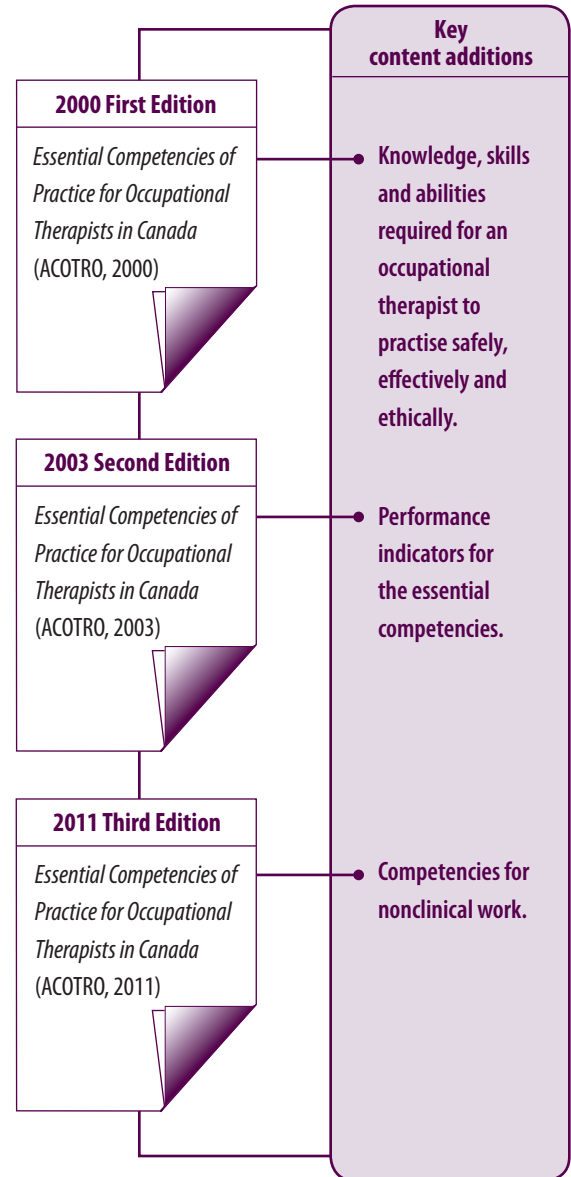 Key
content additions
2000 First Edition
Essential Competencies of
Practice for Occupational
Therapists in Canada
(ACOTRO, 2000)
Knowledge, skills
and abilities
required for an
occupational
therapist to
practise safely,
effectively and
ethically.
2003 Second Edition
Essential Competencies of
Practice for Occupational
Therapists in Canada
(ACOTRO, 2003)
Performance
indicators for
the essential
competencies.
2011 Third Edition
Essential Competencies of
Practice for Occupational
Therapists in Canada
(ACOTRO, 2011)
Competencies for
nonclinical work.